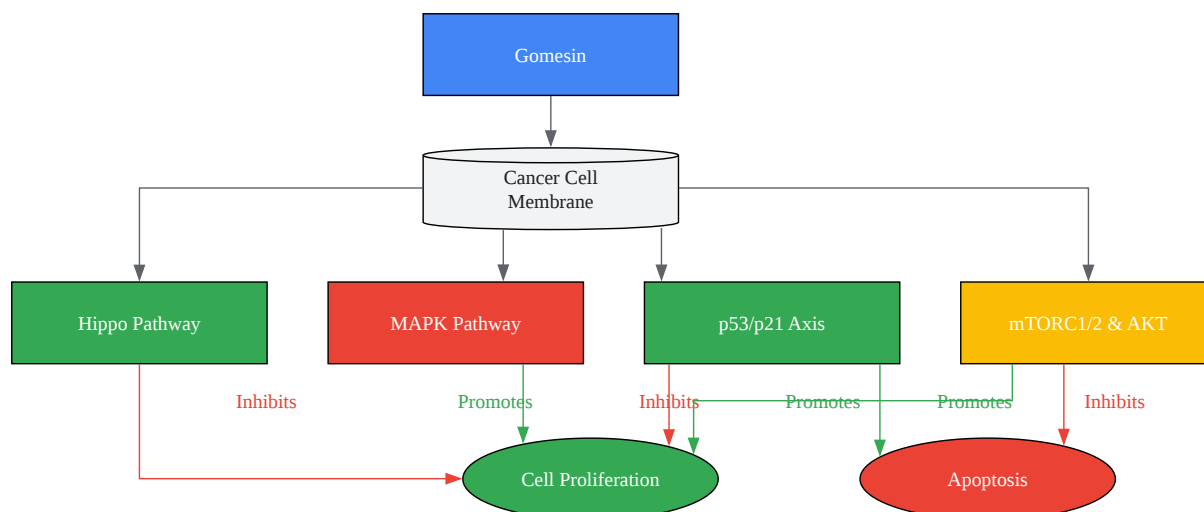 Gomesin
Cancer Cell
Membrane
Hippo Pathway
MAPK Pathway
p53/p21 Axis
mTORC1/2 & AKT
Inhibits
Promotes
Inhibits
Promotes
Promotes
Inhibits
Cell Proliferation
Apoptosis